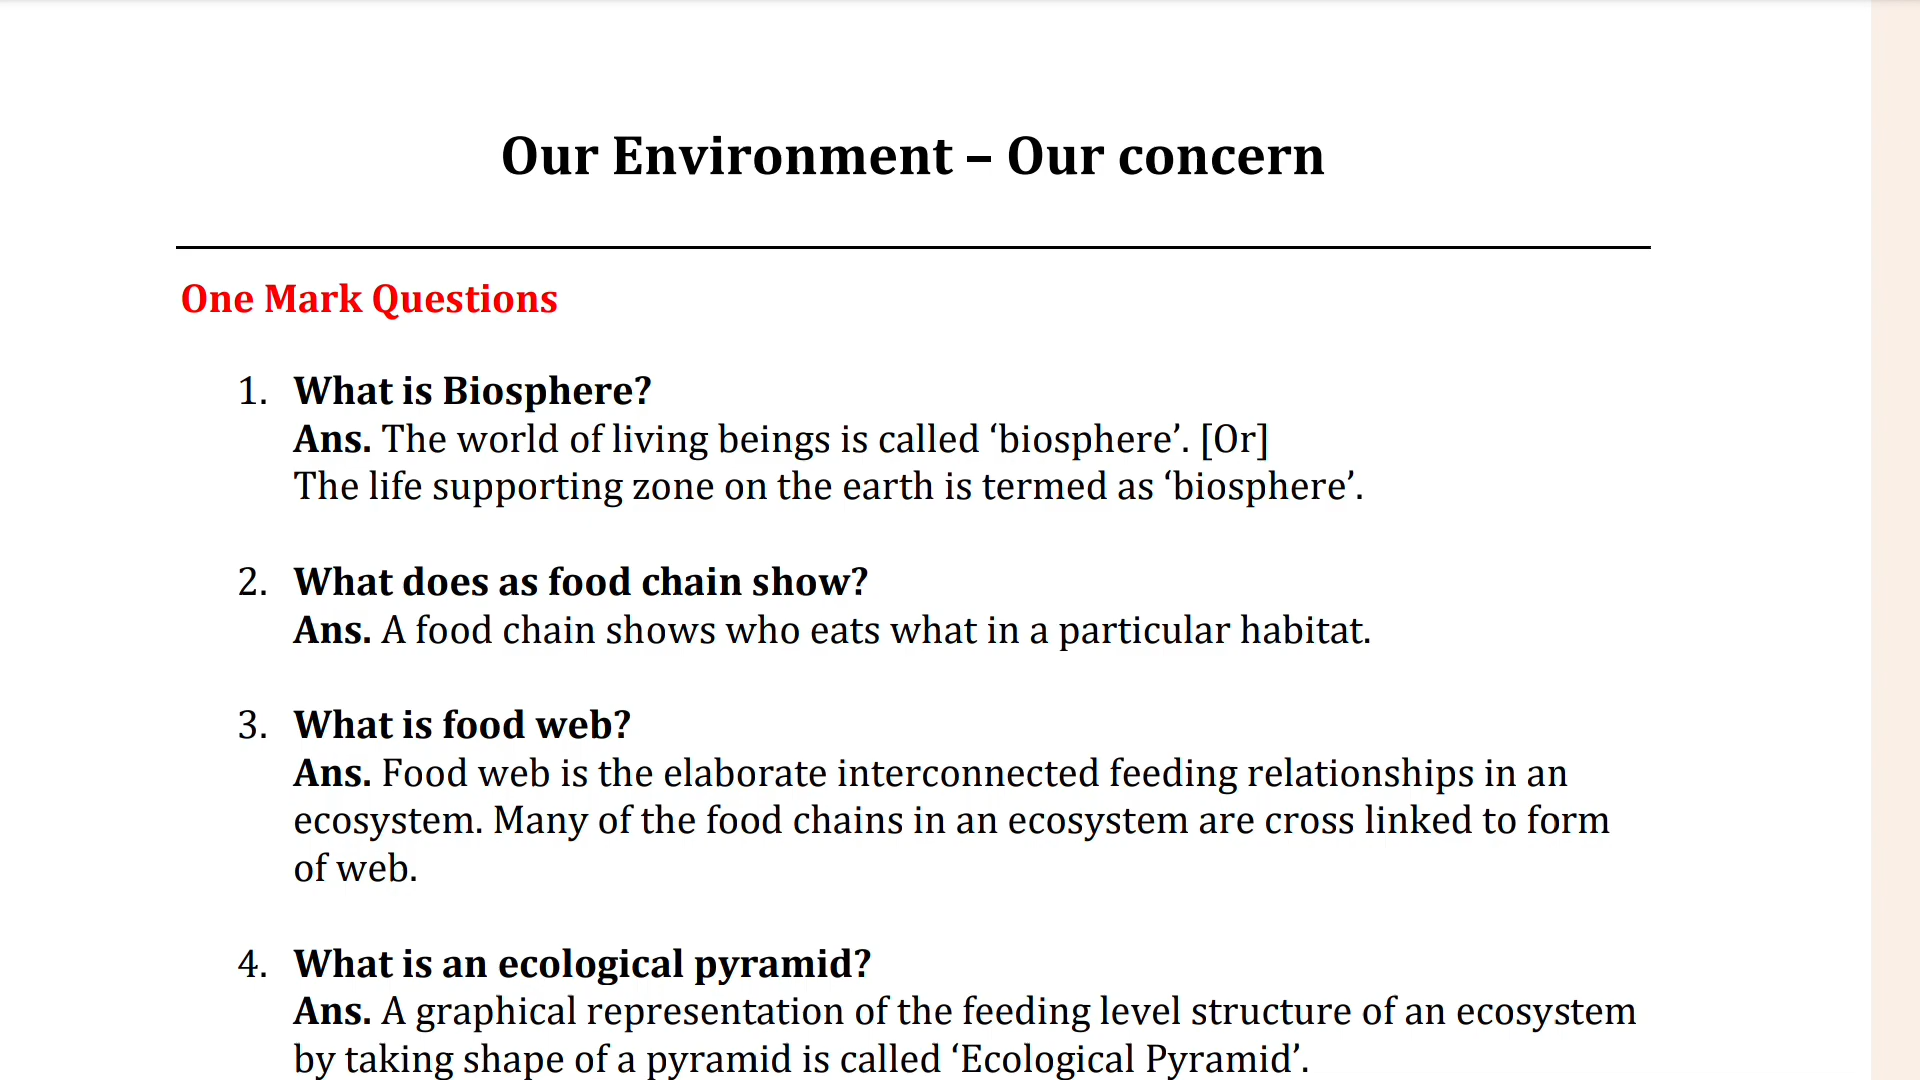 Our Environment – Our concern
One Mark Questions
1. What is Biosphere?
Ans. The world of living beings is called ‘biosphere’. [Or]
The life supporting zone on the earth is termed as ‘biosphere’.
2. What does as food chain show?
Ans. A food chain shows who eats what in a particular habitat.
3. What is food web?
Ans. Food web is the elaborate interconnected feeding relationships in an
ecosystem. Many of the food chains in an ecosystem are cross linked to form
of web.
4. What is an ecological pyramid?
Ans. A graphical representation of the feeding level structure of an ecosystem
by taking shape of a pyramid is called ‘Ecological Pyramid’.